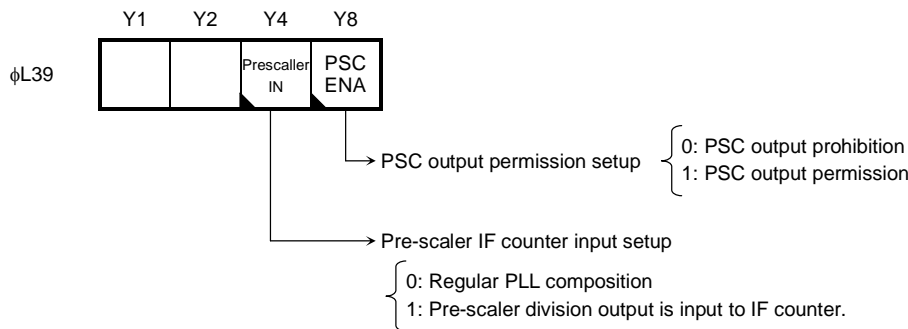 Y1 Y2 Y4 Y8
ϕL39
Prescaller
IN
PSC
ENA
PSC output permission setup
0: PSC output prohibition
1: PSC output permission
Pre-scaler IF counter input setup
0: Regular PLL composition
1: Pre-scaler division output is input to IF counter.